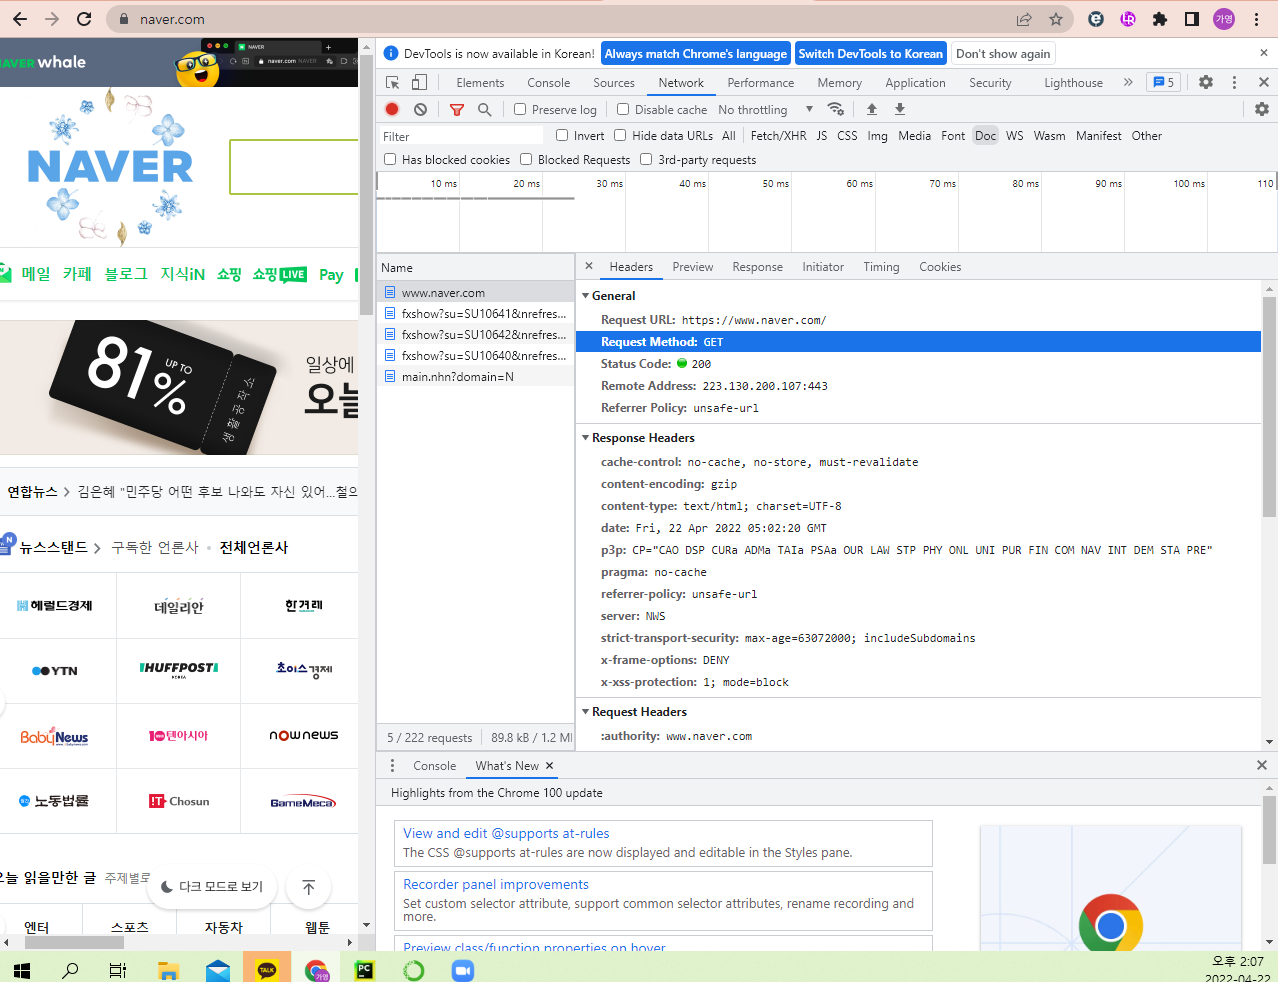 naver.com
가영
NAVER whale
NAVER
naver.com NAVER
NAVER
메일 카페 블로그 지식iN 쇼핑 쇼핑LIVE Pay
81%
UP TO
생활공작소
일상에
오늘
연합뉴스 > 김은혜 "민주당 어떤 후보 나와도 자신 있어...철의
N
뉴스스탠드 > 구독한 언론사 • 전체언론사
헤럴드경제 데일리안 한겨레
YTN HUFFPOST KOREA 초이스경제
BabyNews 10텐아시아 nownews
노동법률 IT Chosun GameMeca
오늘 읽을만한 글 주제별로
다크 모드로 보기
엔터 스포츠 자동차 웹툰
DevTools is now available in Korean! Always match Chrome's language Switch DevTools to Korean Don't show again
Elements Console Sources Network Performance Memory Application Security Lighthouse » 5
Preserve log Disable cache No throttling
Filter Invert Hide data URLs All Fetch/XHR JS CSS Img Media Font Doc WS Wasm Manifest Other
Has blocked cookies Blocked Requests 3rd-party requests
10 ms 20 ms 30 ms 40 ms 50 ms 60 ms 70 ms 80 ms 90 ms 100 ms 110
Name
www.naver.com
fxshow?su=SU10641&nrefres...
fxshow?su=SU10642&nrefres...
fxshow?su=SU10640&nrefres...
main.nhn?domain=N
5 / 222 requests 89.8 kB / 1.2 MI
Headers Preview Response Initiator Timing Cookies
General
Request URL: https://www.naver.com/
Request Method: GET
Status Code: 200
Remote Address: 223.130.200.107:443
Referrer Policy: unsafe-url
Response Headers
cache-control: no-cache, no-store, must-revalidate
content-encoding: gzip
content-type: text/html; charset=UTF-8
date: Fri, 22 Apr 2022 05:02:20 GMT
p3p: CP="CAO DSP CURa ADMa TAIa PSAa OUR LAW STP PHY ONL UNI PUR FIN COM NAV INT DEM STA PRE"
pragma: no-cache
referrer-policy: unsafe-url
server: NWS
strict-transport-security: max-age=63072000; includeSubdomains
x-frame-options: DENY
x-xss-protection: 1; mode=block
Request Headers
:authority: www.naver.com
Console What's New
Highlights from the Chrome 100 update
View and edit @supports at-rules
The CSS @supports at-rules are now displayed and editable in the Styles pane.
Recorder panel improvements
Set custom selector attribute, support common selector attributes, rename recording and
more.
Preview class/function properties on hover
TALK 가영 PC
오후 2:07
2022-04-22